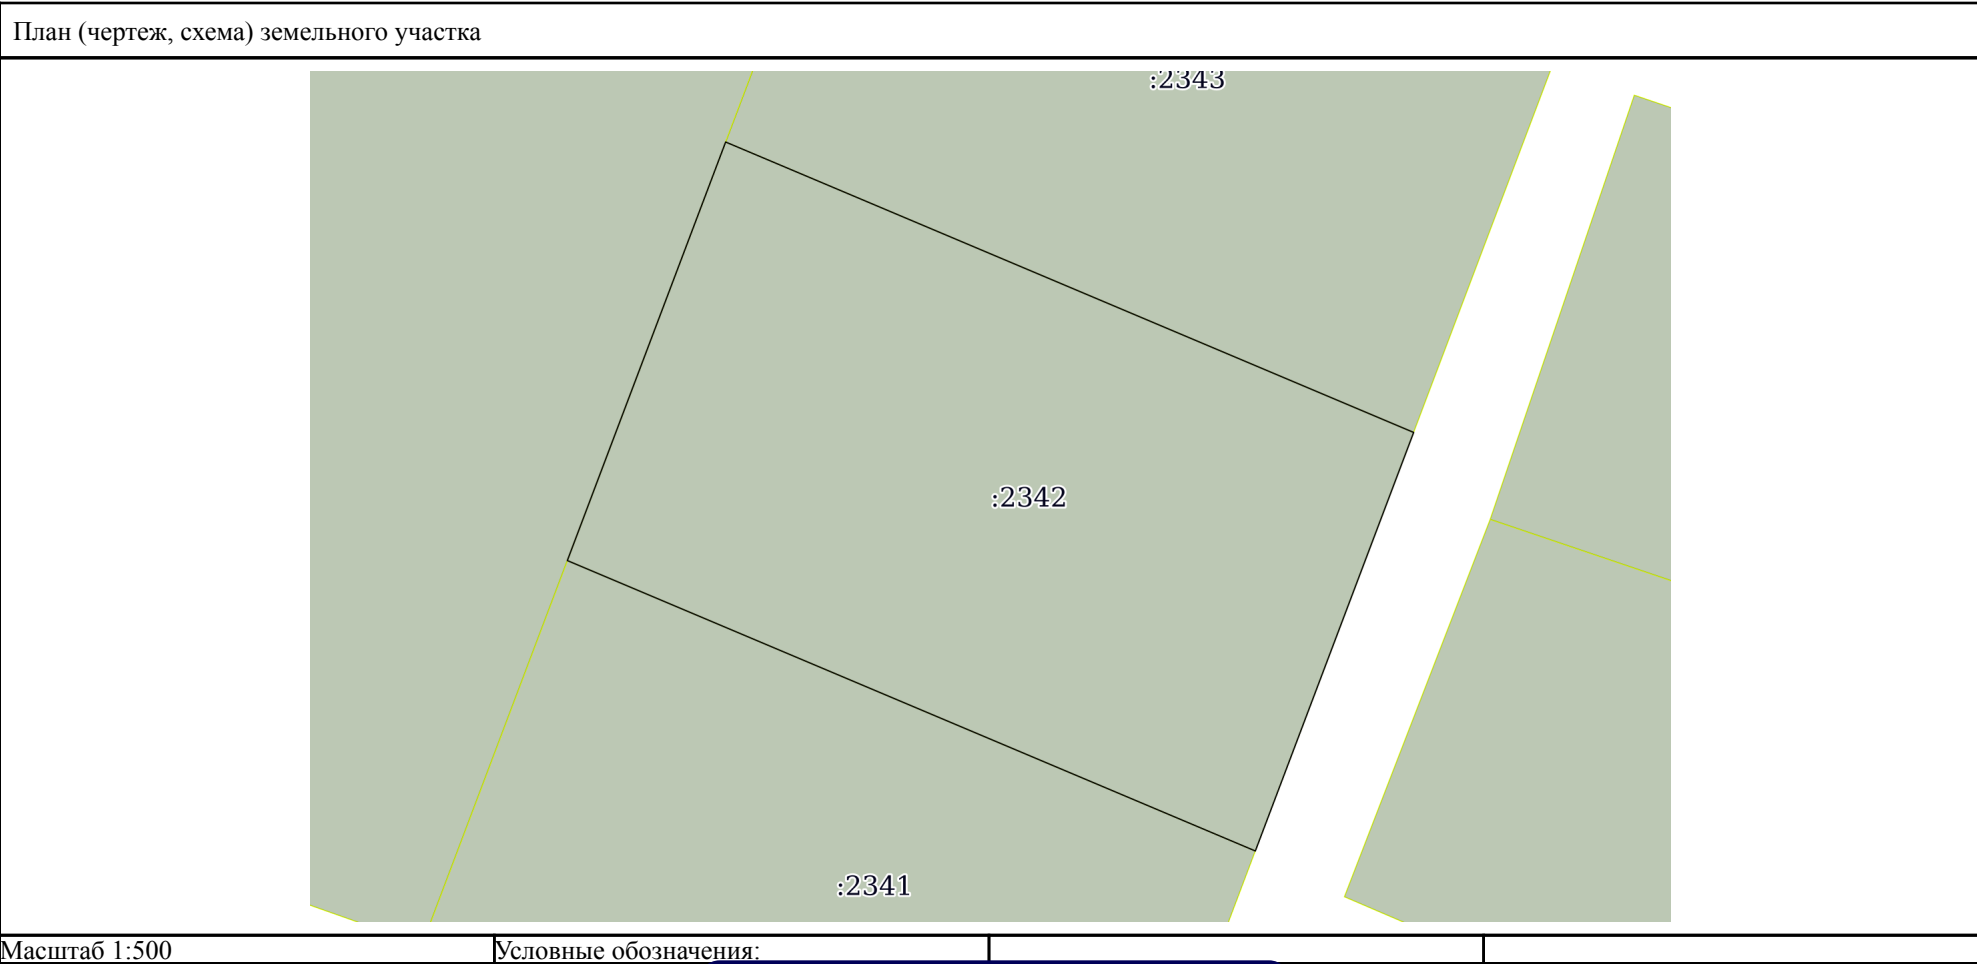 План (чертеж, схема) земельного участка
:2343
:2342
:2341
Масштаб 1:500
Условные обозначения: